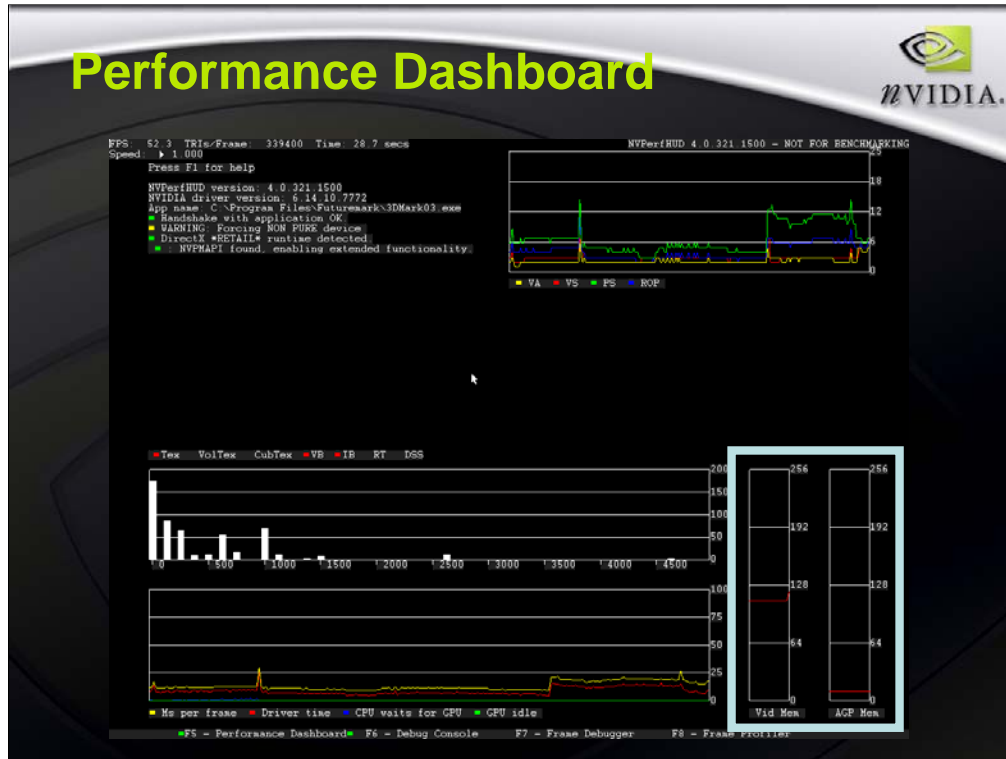 Performance Dashboard
nVIDIA.
FPS: 52.3 TRIs/Frame: 339400 Time: 28.7 secs
NVPerfHUD 4.0.321.1500 - NOT FOR BENCHMARKING
Speed: 1.000
Press F1 for help
NVPerfHUD version: 4.0.321.1500
NVIDIA driver version: 6.14.10.7772
App name: C:\Program Files\Futuremark\3DMark03.exe
Handshake with application OK.
WARNING: Forcing NON PURE device
DirectX *RETAIL* runtime detected
: NVPMAPI found, enabling extended functionality.
25
18
12
6
0
VA VS PS ROP
Tex VolTex CubTex VB IB RT DSS
200
150
100
50
0
0 500 1000 1500 2000 2500 3000 3500 4000 4500
100
75
50
25
0
Ms per frame Driver time CPU waits for GPU GPU idle
256
192
128
64
0
Vid Mem
256
192
128
64
0
AGP Mem
F5 - Performance Dashboard F6 - Debug Console F7 - Frame Debugger F8 - Frame Profiler